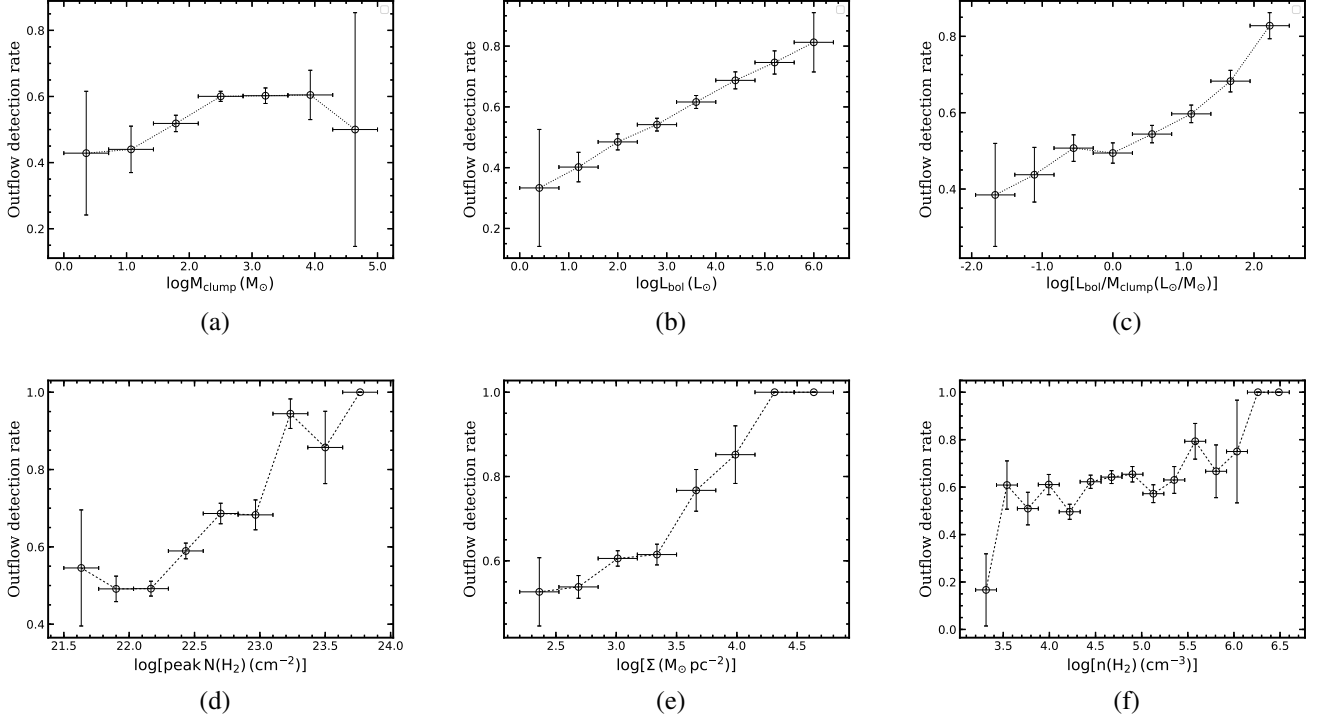 0.8
0.6
0.4
0.2
Outflow detection rate
0.0 1.0 2.0 3.0 4.0 5.0
logM_clump (M_⊙)
(a)
0.8
0.6
0.4
0.2
Outflow detection rate
0.0 1.0 2.0 3.0 4.0 5.0 6.0
logL_bol (L_⊙)
(b)
0.8
0.6
0.4
Outflow detection rate
-2.0 -1.0 0.0 1.0 2.0
log[L_bol/M_clump(L_⊙/M_⊙)]
(c)
1.0
0.8
0.6
0.4
Outflow detection rate
21.5 22.0 22.5 23.0 23.5 24.0
log[peak N(H₂) (cm⁻²)]
(d)
1.0
0.8
0.6
Outflow detection rate
2.5 3.0 3.5 4.0 4.5
log[Σ (M_⊙ pc⁻²)]
(e)
1.0
0.8
0.6
0.4
0.2
0.0
Outflow detection rate
3.5 4.0 4.5 5.0 5.5 6.0 6.5
log[n(H₂) (cm⁻³)]
(f)